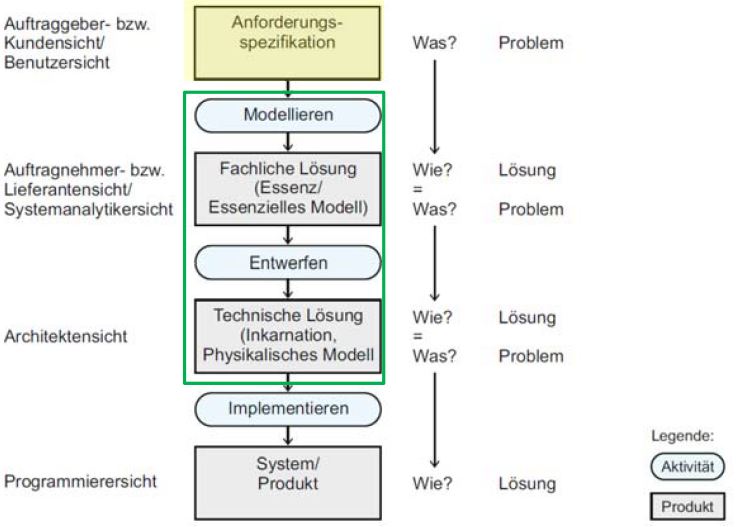 Auftraggeber- bzw.
Kundensicht/
Benutzersicht
Anforderungs-
spezifikation
Was?
Problem
Modellieren
Auftragnehmer- bzw.
Lieferantensicht/
Systemanalytikersicht
Fachliche Lösung
(Essenz/
Essenzielles Modell)
Wie?
Lösung
=
Was?
Problem
Entwerfen
Architektensicht
Technische Lösung
(Inkarnation,
Physikalisches Modell
Wie?
Lösung
=
Was?
Problem
Implementieren
Programmierersicht
System/
Produkt
Wie?
Lösung
Legende:
Aktivität
Produkt